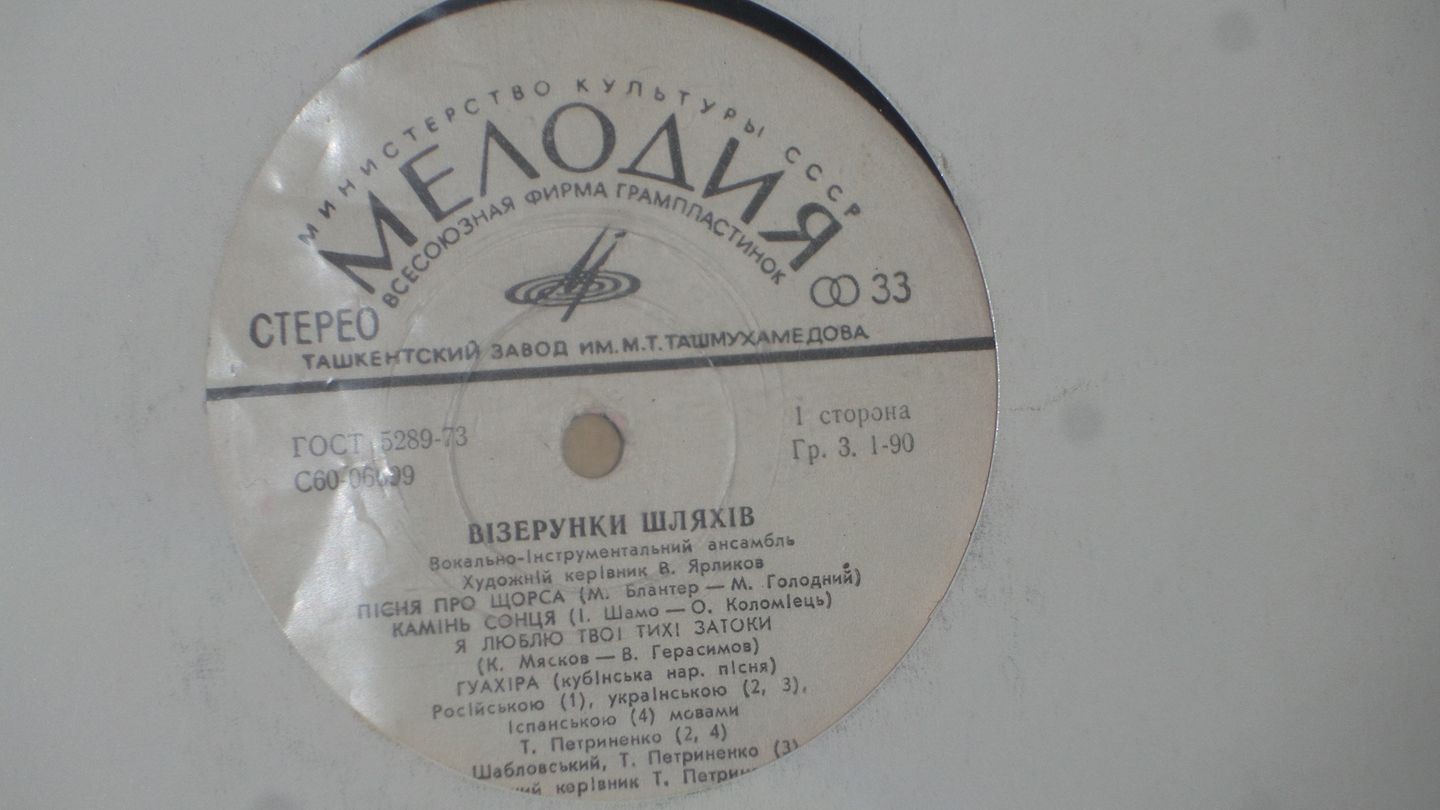 МИНИСТЕРСТВО КУЛЬТУРЫ СССР
МЕЛОДИЯ
ВСЕСОЮЗНАЯ ФИРМА ГРАМПЛАСТИНОК
33
СТЕРЕО
ТАШКЕНТСКИЙ ЗАВОД ИМ. М.Т. ТАШМУХАМЕДОВА
ГОСТ 5289-73
1 сторона
Гр. 3. 1-90
ВІЗЕРУНКИ ШЛЯХІВ
Вокально-інструментальний ансамбль
Художній керівник В. Ярликов
ПІСНЯ ПРО ЩОРСА (М. Блантер — М. Голодний)
КАМІНЬ СОНЦЯ (І. Шамо — О. Коломієць)
Я ЛЮБЛЮ ТВОЇ ТИХІ ЗАТОКИ
(К. Мясков — В. Герасимов)
ГУАХІРА (кубінська нар. пісня)
Російською (1), українською (2, 3),
іспанською (4) мовами
Т. Петриненко (2, 4)
Шабловський, Т. Петриненко (3)
керівник Т.